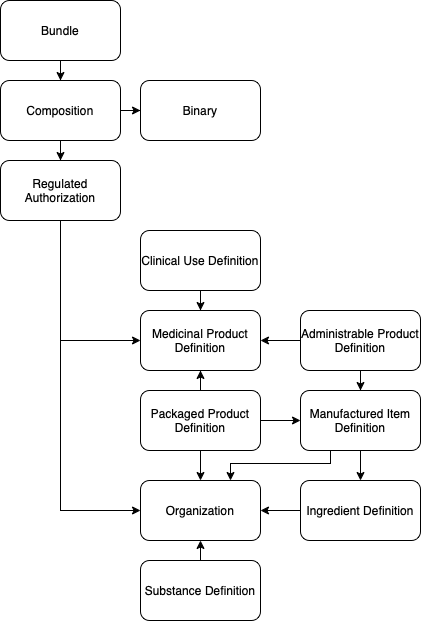 Bundle
Composition
Binary
Regulated
Authorization
Clinical Use Definition
Medicinal Product
Definition
Administrable Product
Definition
Packaged Product
Definition
Manufactured Item
Definition
Organization
Ingredient Definition
Substance Definition